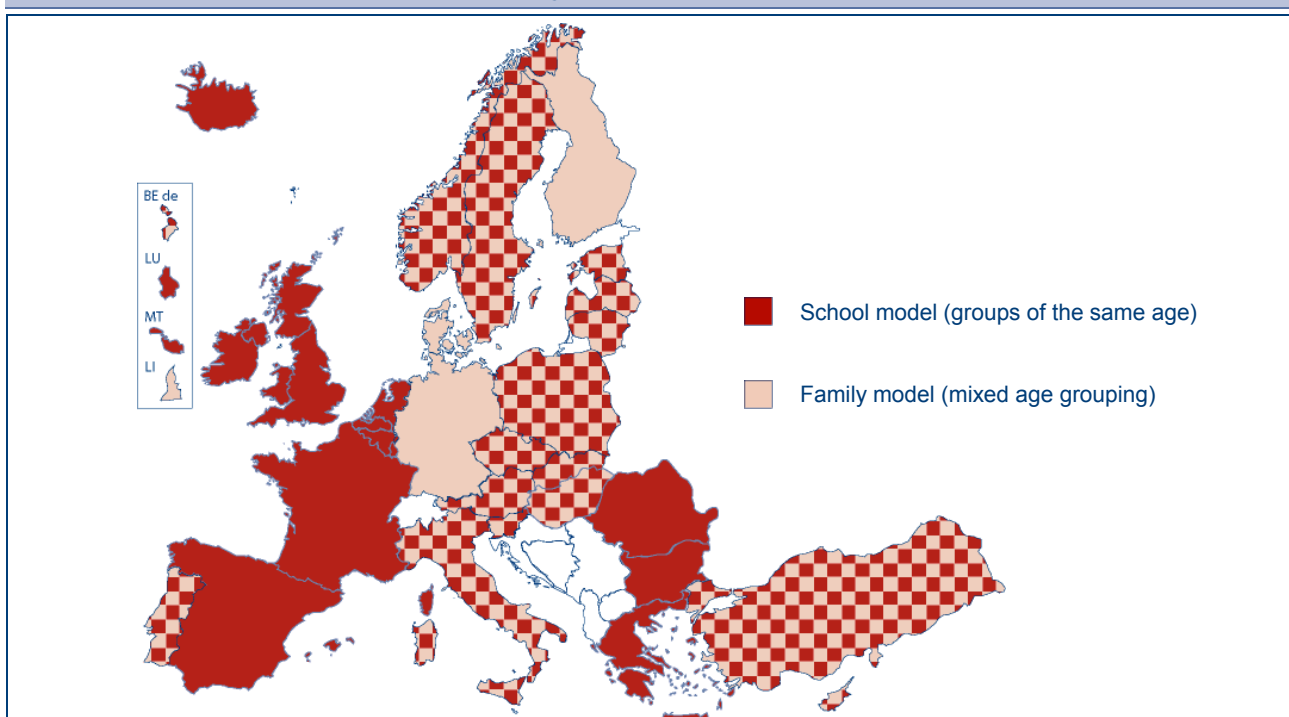 BE de
LU
MT
LI
School model (groups of the same age)
Family model (mixed age grouping)